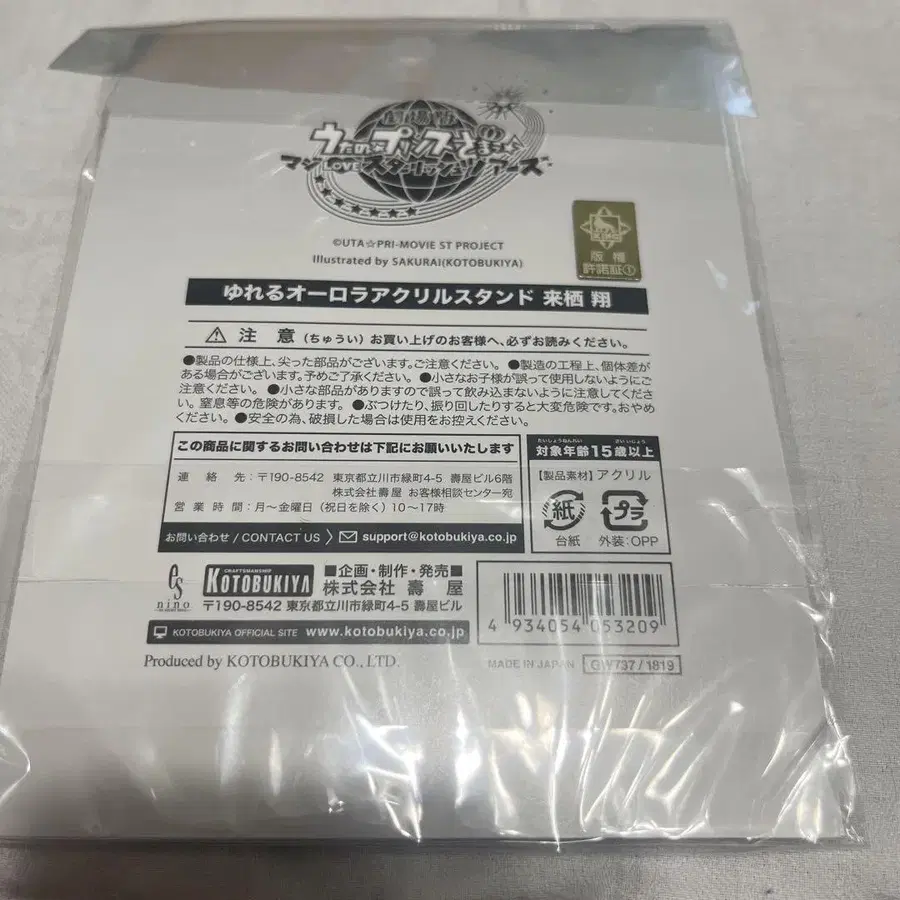 劇場版
うたの☆プリンスさまっ♪
マジLOVEスターリッシュツアーズ
©UTA☆PRI-MOVIE ST PROJECT
Illustrated by SAKURAI(KOTOBUKIYA)
版権
許諾証①
ゆれるオーロラアクリルスタンド 来栖 翔
注 意 (ちゅうい) お買い上げのお客様へ、必ずお読みください。
●製品の仕様上、尖った部品がございます。ご注意ください。 ●製造の工程上、個体差が
ある場合がございます。予めご了承ください。 ●小さなお子様が誤って使用しないようにご
注意ください。 ●小さな部品がありますので誤って飲み込まないように注意してくださ
い。窒息等の危険があります。 ●ぶつけたり、振り回したりすると大変危険です。おやめ
ください。 ●安全の為、破損した場合は使用をお控えください。
この商品に関するお問い合わせは下記にお願いいたします
連 絡 先:〒190-8542 東京都立川市緑町4-5 壽屋ビル6階
株式会社壽屋 お客様相談センター宛
営 業 時 間:月~金曜日(祝日を除く)10~17時
お問い合わせ / CONTACT US > support@kotobukiya.co.jp
たいしょうねんれい さいいじょう
対象年齢15歳以上
【製品素材】アクリル
紙 プラ
台紙 外装:OPP
es
nino
CRAFTSMANSHIP
KOTOBUKIYA
■企画・制作・発売■
株式会社 壽 屋
〒190-8542 東京都立川市緑町4-5 壽屋ビル
KOTOBUKIYA OFFICIAL SITE www.kotobukiya.co.jp
4 934054 053209
Produced by KOTOBUKIYA CO., LTD.
MADE IN JAPAN GW737 / 1819